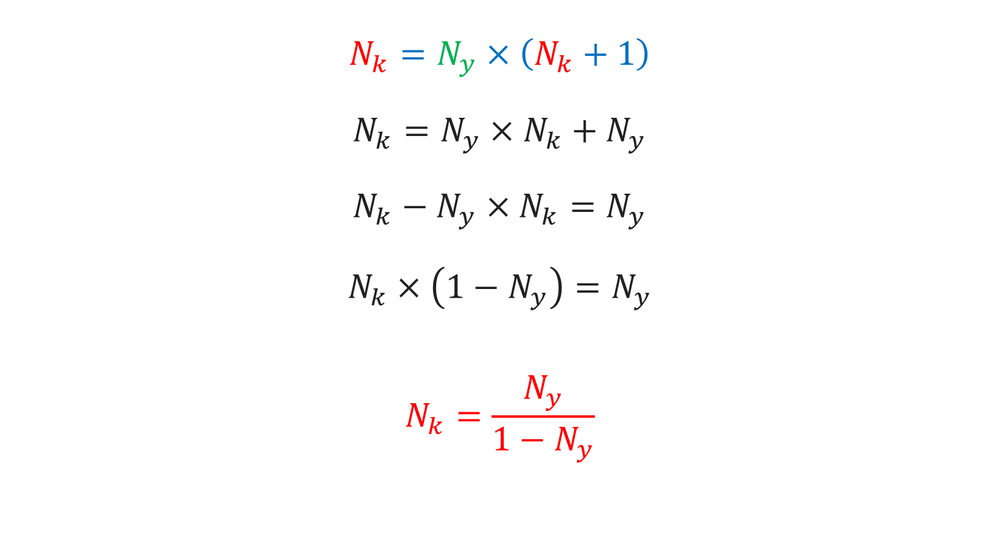 N_k = N_y × (N_k + 1)
N_k = N_y × N_k + N_y
N_k − N_y × N_k = N_y
N_k × (1 − N_y) = N_y
N_k = \frac{N_y}{1 − N_y}